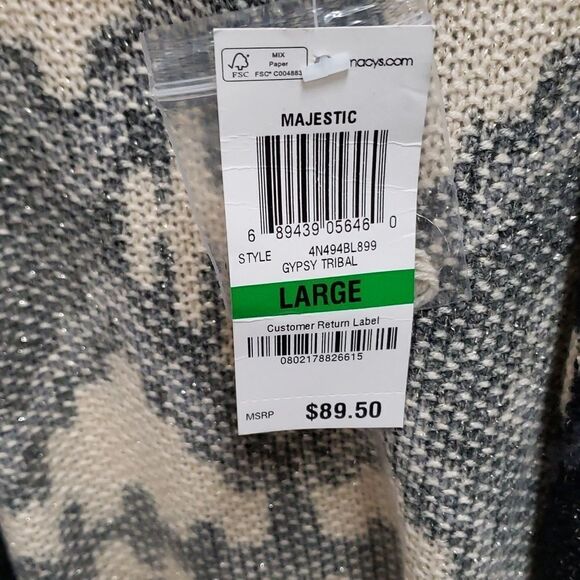 MIX
Paper
FSC
FSC® C004883
macys.com
MAJESTIC
6 89439 05646 0
STYLE 4N494BL899
GYPSY TRIBAL
LARGE
Customer Return Label
0802178826615
MSRP $89.50